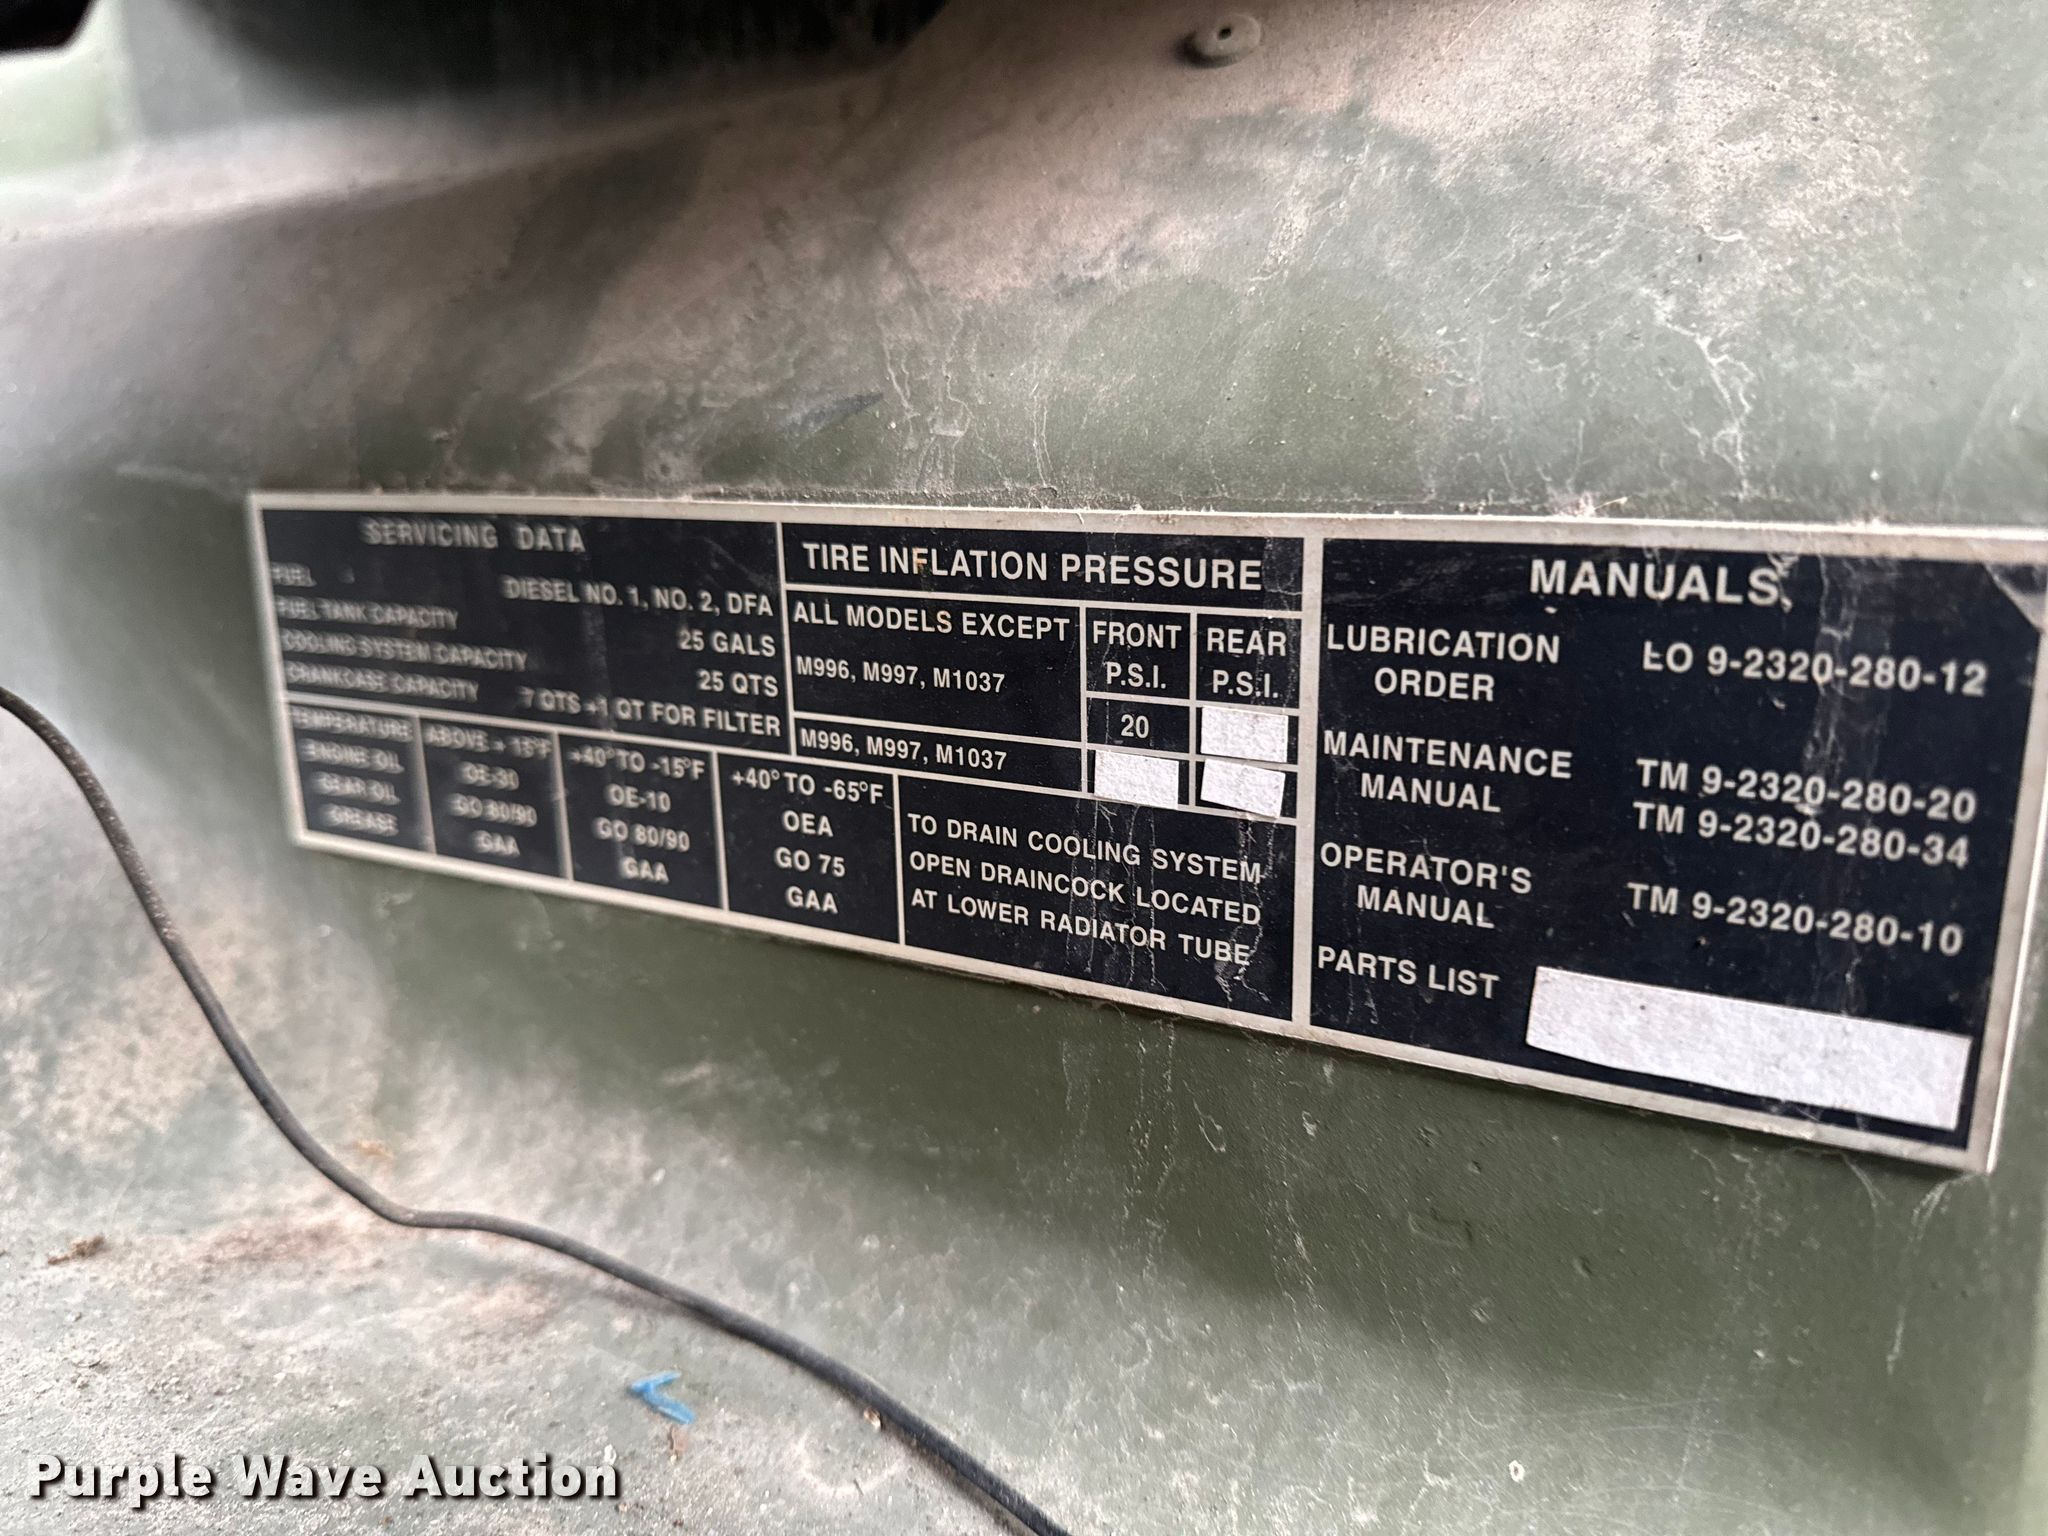 SERVICING DATA
FUEL DIESEL NO. 1, NO. 2, DFA
FUEL TANK CAPACITY 25 GALS
COOLING SYSTEM CAPACITY 25 QTS
CRANKCASE CAPACITY 7 QTS +1 QT FOR FILTER
TEMPERATURE ABOVE + 15°F +40° TO -15°F +40° TO -65°F
ENGINE OIL OE-30 OE-10 OEA
GEAR OIL GO 80/90 GO 80/90 GO 75
GREASE GAA GAA GAA
TIRE INFLATION PRESSURE
ALL MODELS EXCEPT
M996, M997, M1037
FRONT
P.S.I.
REAR
P.S.I.
20
M996, M997, M1037
TO DRAIN COOLING SYSTEM
OPEN DRAINCOCK LOCATED
AT LOWER RADIATOR TUBE
MANUALS
LUBRICATION
ORDER
LO 9-2320-280-12
MAINTENANCE
MANUAL
TM 9-2320-280-20
TM 9-2320-280-34
OPERATOR'S
MANUAL
TM 9-2320-280-10
PARTS LIST
Purple Wave Auction